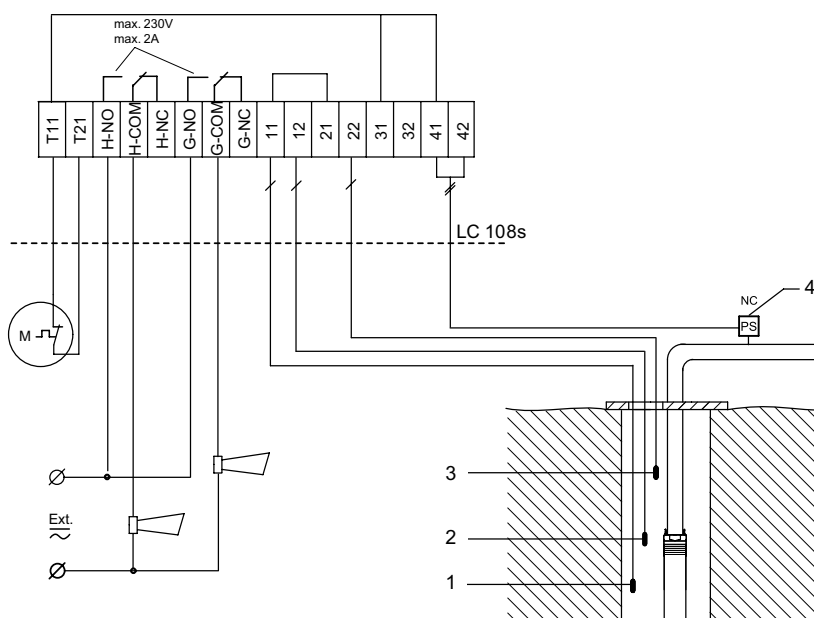 max. 230V
max. 2A
T11
T21
H-NO
H-COM
H-NC
G-NO
G-COM
G-NC
11
12
21
22
31
32
41
42
LC 108s
M
NC
4
PS
3
Ext.
2
1